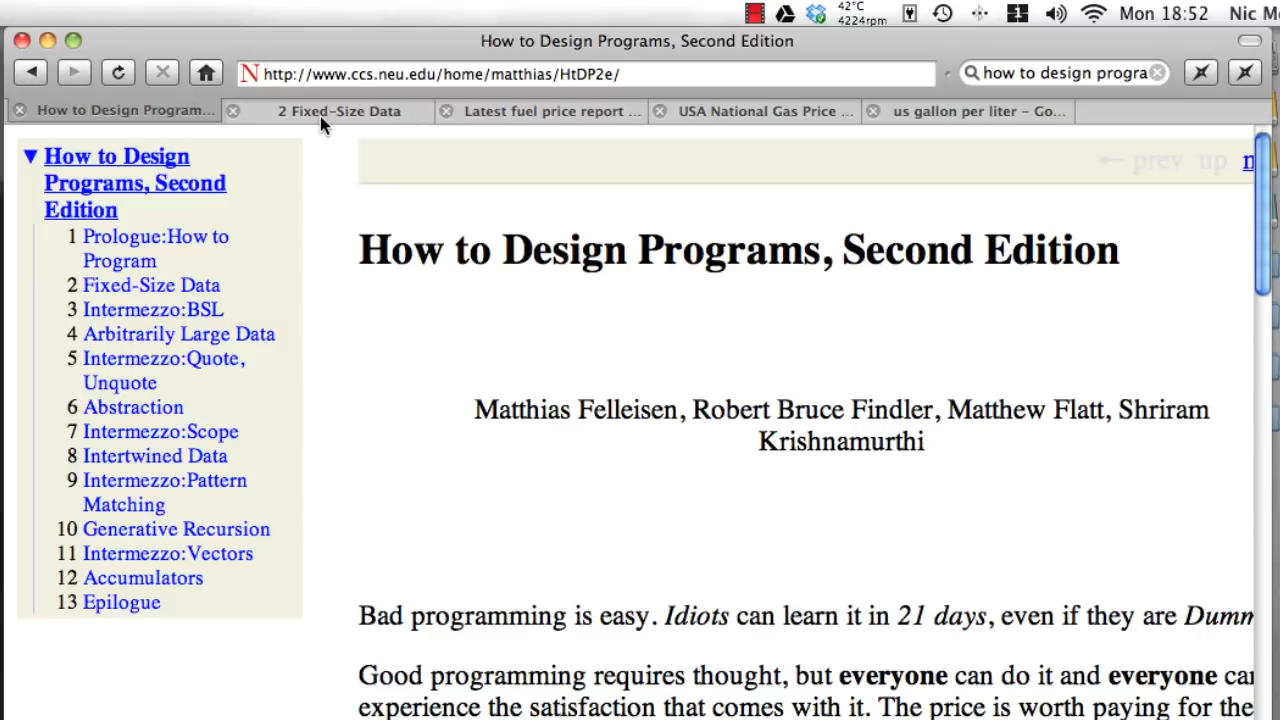 42°C
4224rpm
1
Mon 18:52
Nic M
How to Design Programs, Second Edition
N http://www.ccs.neu.edu/home/matthias/HtDP2e/
how to design progra
How to Design Program...
2 Fixed-Size Data
Latest fuel price report ...
USA National Gas Price ...
us gallon per liter - Go...
▼ How to Design
Programs, Second
Edition
1 Prologue:How to
Program
2 Fixed-Size Data
3 Intermezzo:BSL
4 Arbitrarily Large Data
5 Intermezzo:Quote,
Unquote
6 Abstraction
7 Intermezzo:Scope
8 Intertwined Data
9 Intermezzo:Pattern
Matching
10 Generative Recursion
11 Intermezzo:Vectors
12 Accumulators
13 Epilogue
← prev up n
How to Design Programs, Second Edition
Matthias Felleisen, Robert Bruce Findler, Matthew Flatt, Shriram
Krishnamurthi
Bad programming is easy. Idiots can learn it in 21 days, even if they are Dumm
Good programming requires thought, but everyone can do it and everyone can
experience the satisfaction that comes with it. The price is worth paying for the